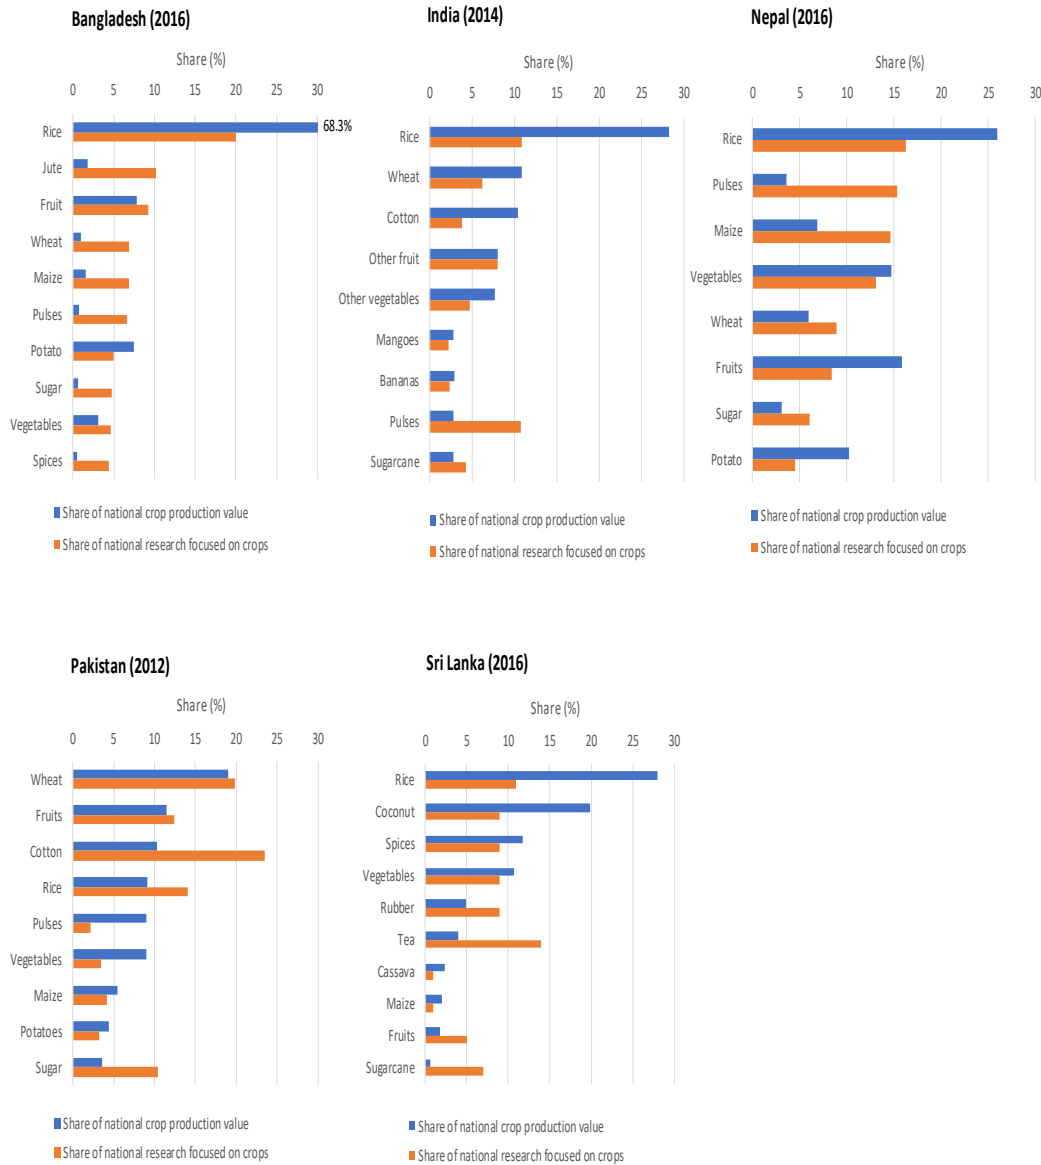 Bangladesh (2016)
Share (%)
0 5 10 15 20 25 30
Rice
68.3%
Jute
Fruit
Wheat
Maize
Pulses
Potato
Sugar
Vegetables
Spices
Share of national crop production value
Share of national research focused on crops
India (2014)
Share (%)
0 5 10 15 20 25 30
Rice
Wheat
Cotton
Other fruit
Other vegetables
Mangoes
Bananas
Pulses
Sugarcane
Share of national crop production value
Share of national research focused on crops
Nepal (2016)
Share (%)
0 5 10 15 20 25 30
Rice
Pulses
Maize
Vegetables
Wheat
Fruits
Sugar
Potato
Share of national crop production value
Share of national research focused on crops
Pakistan (2012)
Share (%)
0 5 10 15 20 25 30
Wheat
Fruits
Cotton
Rice
Pulses
Vegetables
Maize
Potatoes
Sugar
Share of national crop production value
Share of national research focused on crops
Sri Lanka (2016)
Share (%)
0 5 10 15 20 25 30
Rice
Coconut
Spices
Vegetables
Rubber
Tea
Cassava
Maize
Fruits
Sugarcane
Share of national crop production value
Share of national research focused on crops